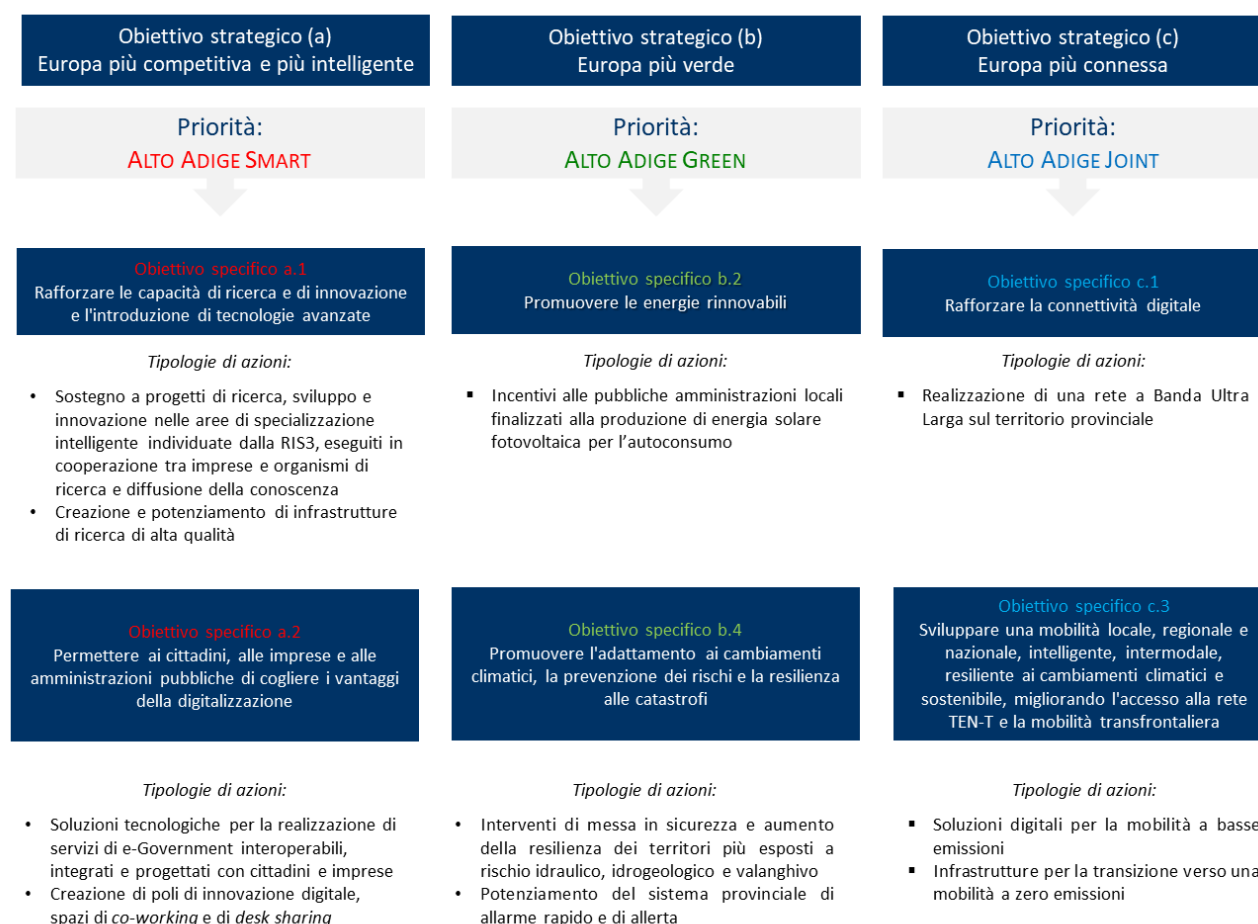 Obiettivo strategico (a)
Europa più competitiva e più intelligente
Priorità:
ALTO ADIGE SMART
Obiettivo specifico a.1
Rafforzare le capacità di ricerca e di innovazione
e l'introduzione di tecnologie avanzate
Tipologie di azioni:
• Sostegno a progetti di ricerca, sviluppo e
innovazione nelle aree di specializzazione
intelligente individuate dalla RIS3, eseguiti in
cooperazione tra imprese e organismi di
ricerca e diffusione della conoscenza
• Creazione e potenziamento di infrastrutture
di ricerca di alta qualità
Obiettivo specifico a.2
Permettere ai cittadini, alle imprese e alle
amministrazioni pubbliche di cogliere i vantaggi
della digitalizzazione
Tipologie di azioni:
• Soluzioni tecnologiche per la realizzazione di
servizi di e-Government interoperabili,
integrati e progettati con cittadini e imprese
• Creazione di poli di innovazione digitale,
spazi di co-working e di desk sharing
Obiettivo strategico (b)
Europa più verde
Priorità:
ALTO ADIGE GREEN
Obiettivo specifico b.2
Promuovere le energie rinnovabili
Tipologie di azioni:
▪ Incentivi alle pubbliche amministrazioni locali
finalizzati alla produzione di energia solare
fotovoltaica per l’autoconsumo
Obiettivo specifico b.4
Promuovere l'adattamento ai cambiamenti
climatici, la prevenzione dei rischi e la resilienza
alle catastrofi
Tipologie di azioni:
• Interventi di messa in sicurezza e aumento
della resilienza dei territori più esposti a
rischio idraulico, idrogeologico e valanghivo
• Potenziamento del sistema provinciale di
allarme rapido e di allerta
Obiettivo strategico (c)
Europa più connessa
Priorità:
ALTO ADIGE JOINT
Obiettivo specifico c.1
Rafforzare la connettività digitale
Tipologie di azioni:
▪ Realizzazione di una rete a Banda Ultra
Larga sul territorio provinciale
Obiettivo specifico c.3
Sviluppare una mobilità locale, regionale e
nazionale, intelligente, intermodale,
resiliente ai cambiamenti climatici e
sostenibile, migliorando l'accesso alla rete
TEN-T e la mobilità transfrontaliera
Tipologie di azioni:
▪ Soluzioni digitali per la mobilità a basse
emissioni
▪ Infrastrutture per la transizione verso una
mobilità a zero emissioni